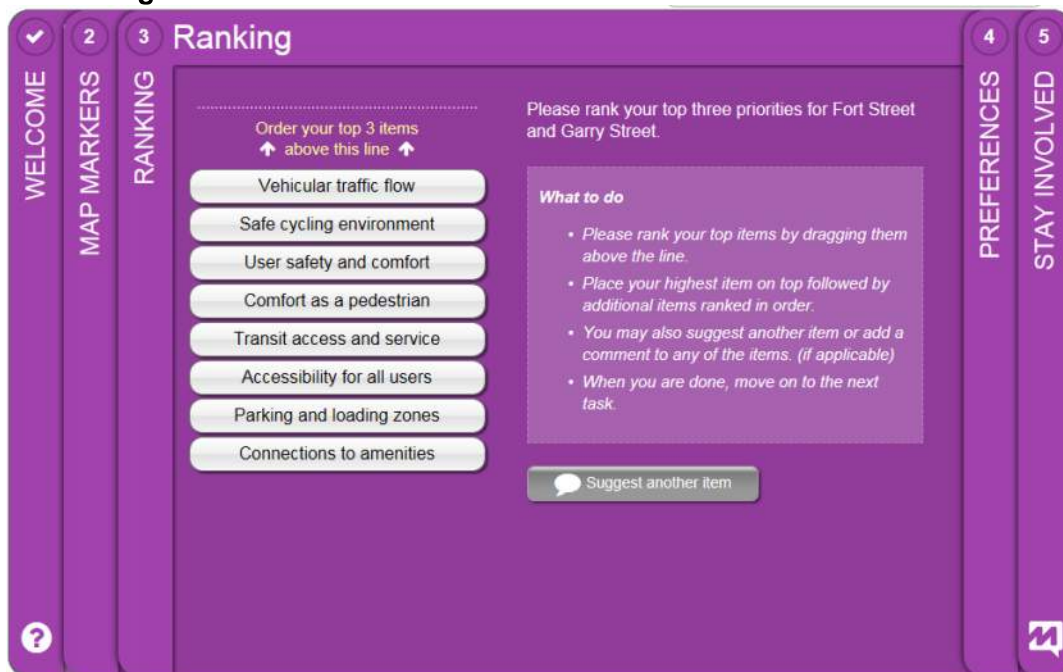 WELCOME
2
MAP MARKERS
3
RANKING
Ranking
Order your top 3 items
above this line
Vehicular traffic flow
Safe cycling environment
User safety and comfort
Comfort as a pedestrian
Transit access and service
Accessibility for all users
Parking and loading zones
Connections to amenities
Please rank your top three priorities for Fort Street
and Garry Street.
What to do
• Please rank your top items by dragging them
above the line.
• Place your highest item on top followed by
additional items ranked in order.
• You may also suggest another item or add a
comment to any of the items. (if applicable)
• When you are done, move on to the next
task.
Suggest another item
4
PREFERENCES
5
STAY INVOLVED
?